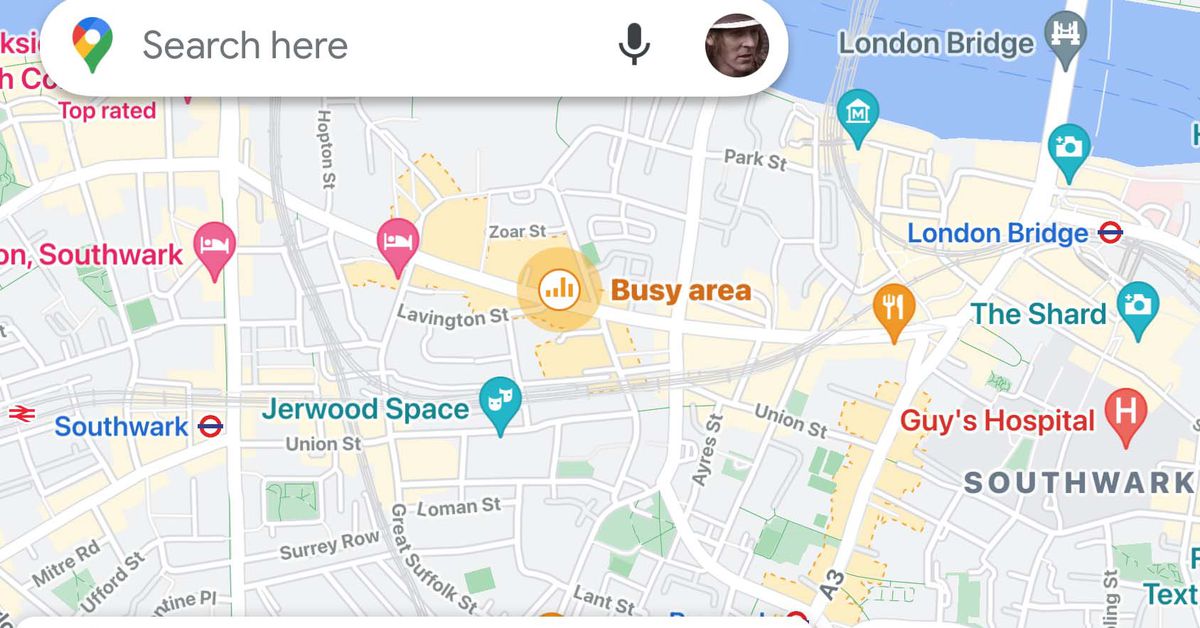 Search here
London Bridge
Top rated
Hopton St
Park St
Zoar St
London Bridge
on, Southwark
Busy area
Lavington St
The Shard
Jerwood Space
Southwark
Union St
Union St
Ayres St
Guy's Hospital
H
SOUTHWARK
Loman St
Great Suffolk St
Surrey Row
Mitre Rd
Ufford St
ntine Pl
Lant St
A3
Text